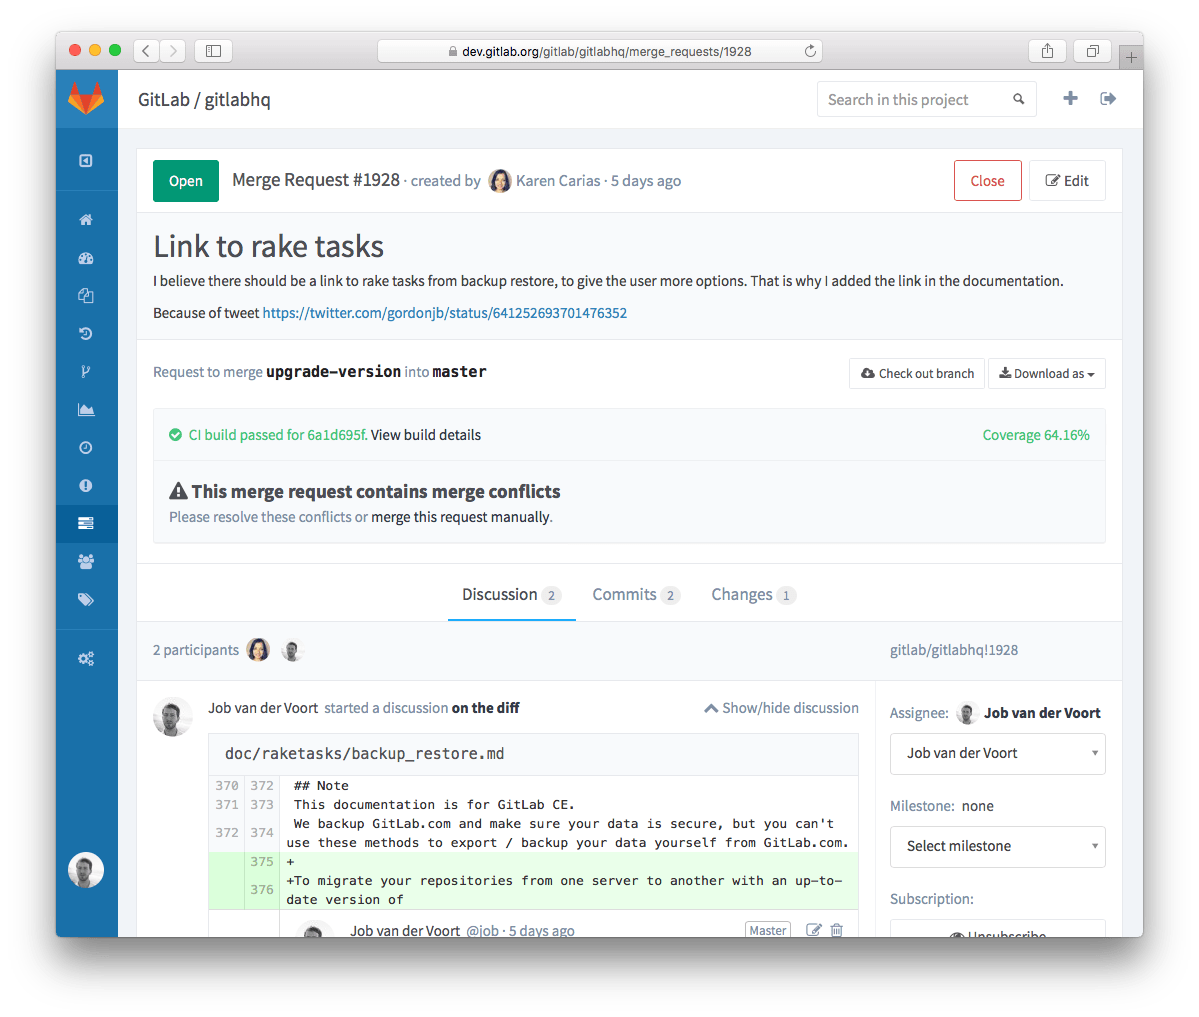 dev.gitlab.org/gitlab/gitlabhq/merge_requests/1928
GitLab / gitlabhq
Search in this project
Open
Merge Request #1928 · created by Karen Carias · 5 days ago
Close
Edit
Link to rake tasks
I believe there should be a link to rake tasks from backup restore, to give the user more options. That is why I added the link in the documentation.
Because of tweet https://twitter.com/gordonjb/status/641252693701476352
Request to merge upgrade-version into master
Check out branch
Download as
CI build passed for 6a1d695f. View build details
Coverage 64.16%
This merge request contains merge conflicts
Please resolve these conflicts or merge this request manually.
Discussion 2
Commits 2
Changes 1
2 participants
gitlab/gitlabhq!1928
Job van der Voort started a discussion on the diff
Show/hide discussion
doc/raketasks/backup_restore.md
370 372 ## Note
371 373 This documentation is for GitLab CE.
372 374 We backup GitLab.com and make sure your data is secure, but you can't
use these methods to export / backup your data yourself from GitLab.com.
375 +
376 +To migrate your repositories from one server to another with an up-to-
date version of
Job van der Voort @job · 5 days ago
Master
Assignee: Job van der Voort
Job van der Voort
Milestone: none
Select milestone
Subscription:
Unsubscribe